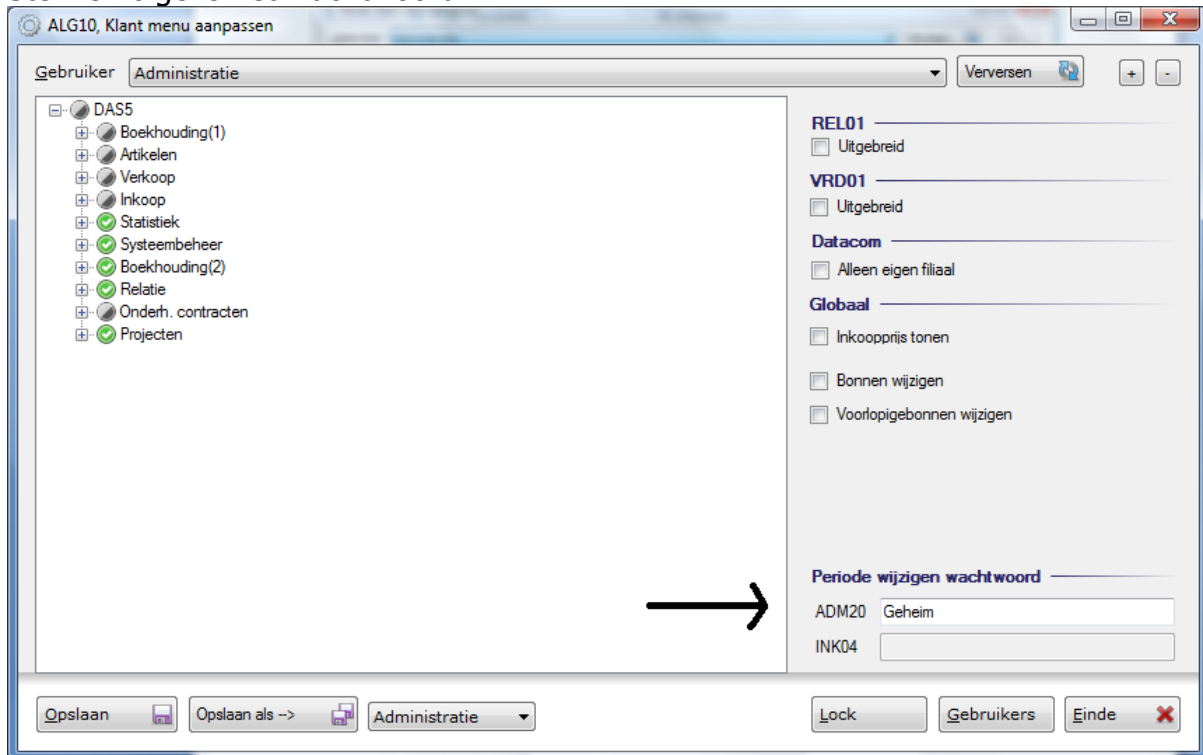 ALG10, Klant menu aanpassen
Gebruiker Administratie Verversen + -
DAS5
Boekhouding(1)
Artikelen
Verkoop
Inkoop
Statistiek
Systeembeheer
Boekhouding(2)
Relatie
Onderh. contracten
Projecten
REL01
Uitgebreid
VRD01
Uitgebreid
Datacom
Alleen eigen filiaal
Globaal
Inkoopprijs tonen
Bonnen wijzigen
Voorlopigebonnen wijzigen
Periode wijzigen wachtwoord
ADM20 Geheim
INK04
Opslaan Opslaan als --> Administratie Lock Gebruikers Einde